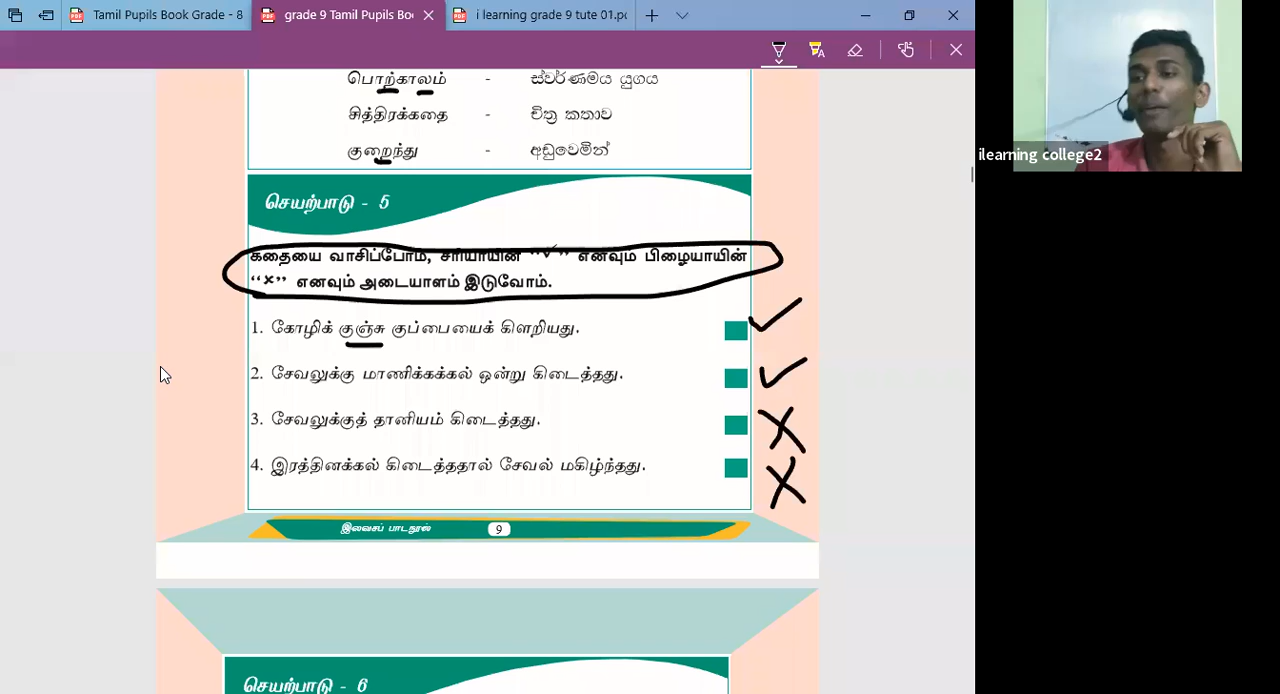 Tamil Pupils Book Grade - 8
grade 9 Tamil Pupils Bo
i learning grade 9 tute 01.pd
ilearning college2
பொற்காலம் - ස්වර්ණමය යුගය
சித்திரக்கதை - චිත්‍ර කතාව
குறைந்து - අඩුවෙමින්
செயற்பாடு - 5
கதையை வாசிப்போம், சரியாயின் “✓” எனவும் பிழையாயின்
“×” எனவும் அடையாளம் இடுவோம்.
1. கோழிக் குஞ்சு குப்பையைக் கிளறியது.
2. சேவலுக்கு மாணிக்கக்கல் ஒன்று கிடைத்தது.
3. சேவலுக்குத் தானியம் கிடைத்தது.
4. இரத்தினக்கல் கிடைத்ததால் சேவல் மகிழ்ந்தது.
இலவசப் பாடநூல் 9
செயற்பாடு - 6